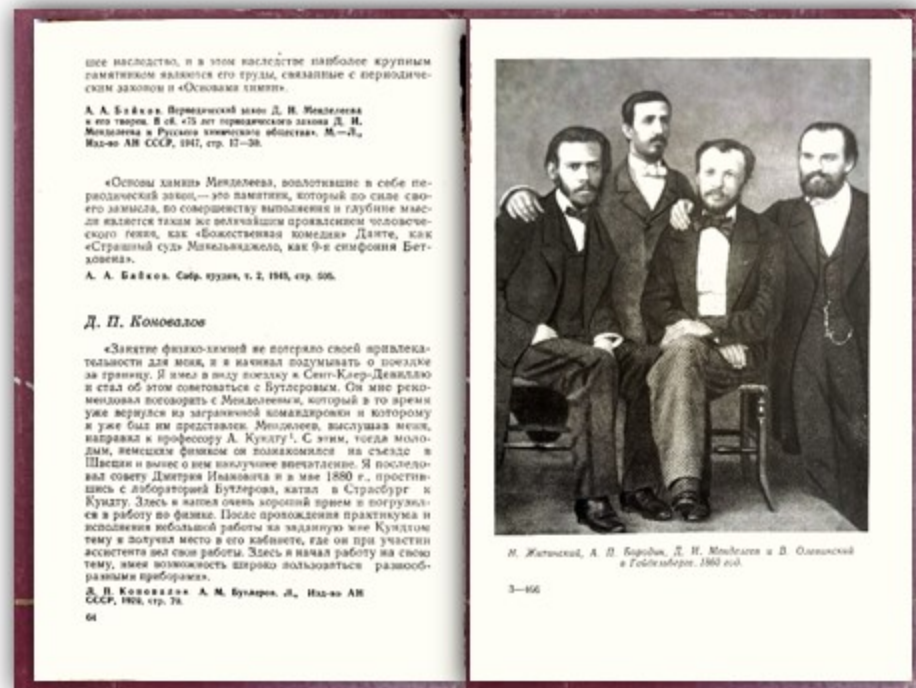 шее наследство, и в этом наследстве наиболее крупным
памятником являются его труды, связанные с периодиче-
ским законом и «Основами химии».
А. А. Байков. Периодический закон Д. И. Менделеева
и его творец. В сб. «75 лет периодического закона Д. И.
Менделеева и Русского химического общества». М.—Л.,
Изд-во АН СССР, 1947, стр. 17—30.
«Основы химии» Менделеева, воплотившие в себе пе-
риодический закон,— это памятник, который по силе сво-
его замысла, по совершенству выполнения и глубине мыс-
ли является таким же величайшим проявлением человече-
ского гения, как «Божественная комедия» Данте, как
«Страшный суд» Микельанджело, как 9-я симфония Бет-
ховена».
А. А. Байков. Собр. трудов, т. 2, 1948, стр. 505.
Д. П. Коновалов
«Занятие физико-химией не потеряло своей привлека-
тельности для меня, и я начинал подумывать о поездке
за границу. Я имел в виду поездку к Сент-Клер-Девиллю
и стал об этом советоваться с Бутлеровым. Он мне реко-
мендовал поговорить с Менделеевым, который в то время
уже вернулся из заграничной командировки и которому
я уже был им представлен. Менделеев, выслушав меня,
направил к профессору А. Кундту¹. С этим, тогда моло-
дым, немецким физиком он познакомился на съезде в
Швеции и вынес о нем наилучшее впечатление. Я последо-
вал совету Дмитрия Ивановича и в мае 1880 г., простив-
шись с лабораторией Бутлерова, катил в Страсбург к
Кундту. Здесь я нашел очень хороший прием и погрузил-
ся в работу по физике. После прохождения практикума и
исполнения небольшой работы на заданную мне Кундтом
тему я получил место в его кабинете, где он при участии
ассистента вел свои работы. Здесь я начал работу на свою
тему, имея возможность широко пользоваться разнооб-
разными приборами».
Д. П. Коновалов А. М. Бутлеров. Л., Изд-во АН
СССР, стр. 70.
64
Н. Житинский, А. П. Бородин, Д. И. Менделеев и В. Олевинский
в Гейдельберге. 1860 год.
3—466